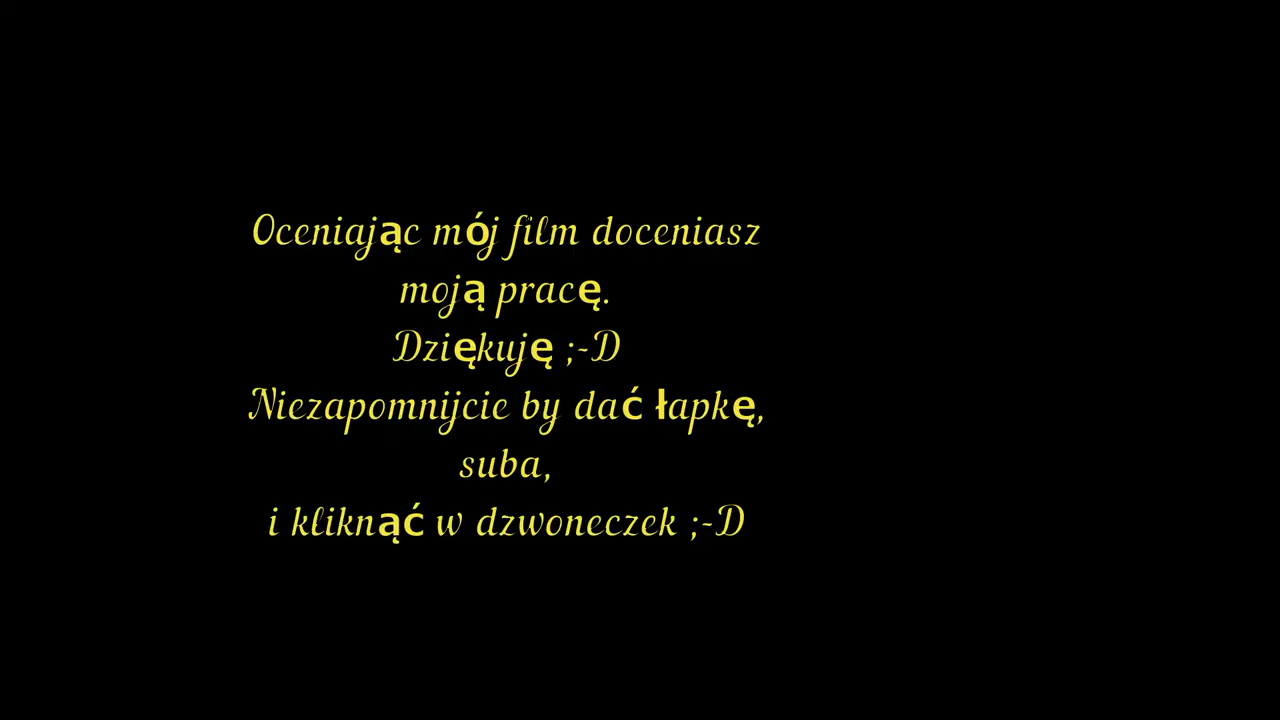 Oceniając mój film doceniasz
moją pracę.
Dziękuję ;-D
Niezapomnijcie by dać łapkę,
suba,
i kliknąć w dzwoneczek ;-D